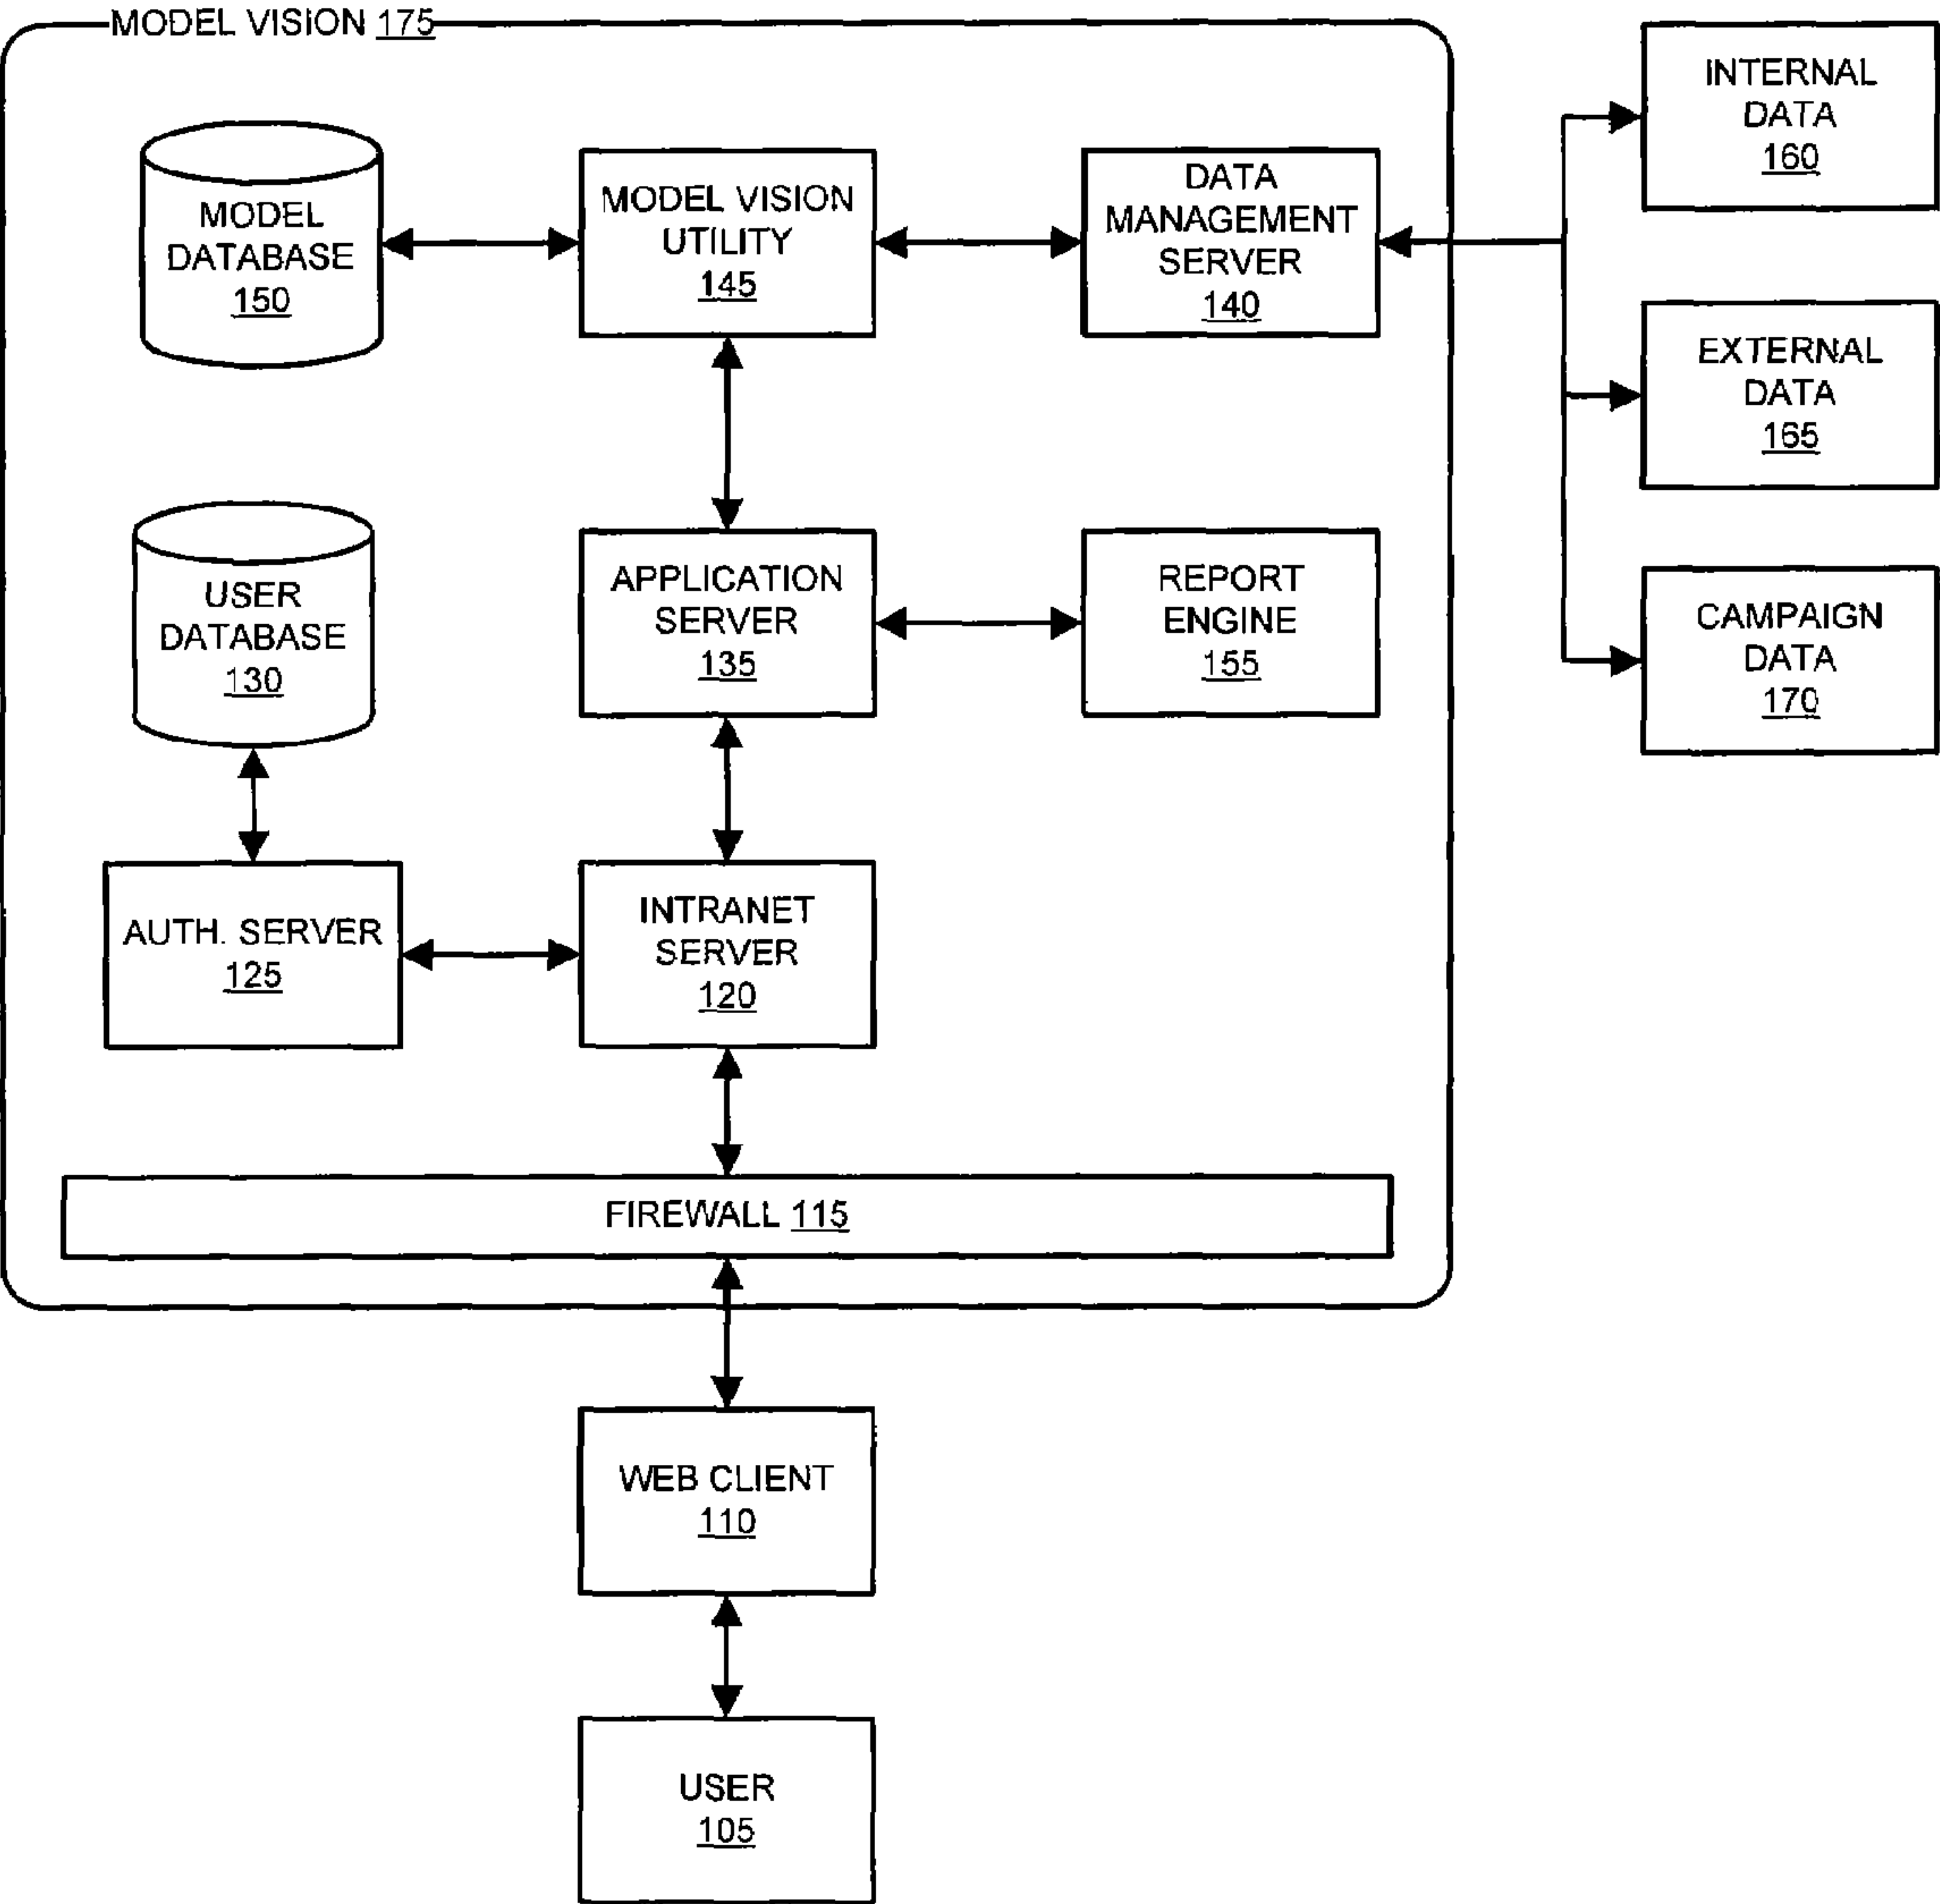 MODEL VISION 175
INTERNAL
DATA
160
MODEL
DATABASE
150
MODEL VISION
UTILITY
145
DATA
MANAGEMENT
SERVER
140
EXTERNAL
DATA
165
USER
DATABASE
130
APPLICATION
SERVER
135
REPORT
ENGINE
155
CAMPAIGN
DATA
170
AUTH. SERVER
125
INTRANET
SERVER
120
FIREWALL 115
WEB CLIENT
110
USER
105